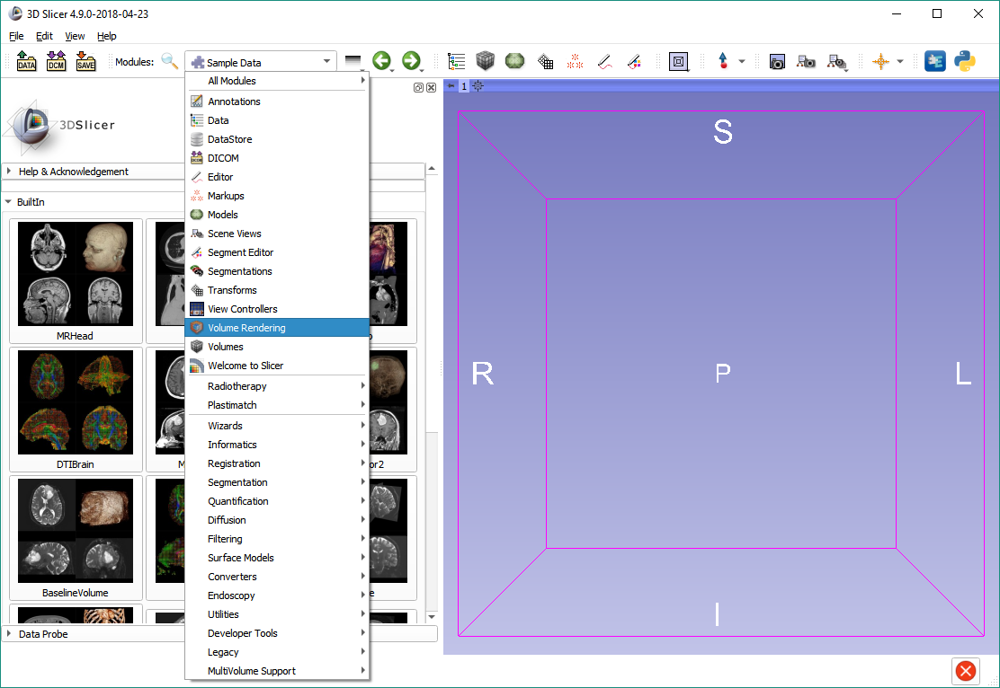 3D Slicer 4.9.0-2018-04-23
File Edit View Help
DATA DCM SAVE Modules: Sample Data
All Modules
1
Annotations
3DSlicer
Data
DataStore
DICOM
Help & Acknowledgement
Editor
Markups
BuiltIn
Models
Scene Views
Segment Editor
Segmentations
Transforms
View Controllers
Volume Rendering
MRHead
Volumes
Welcome to Slicer
Radiotherapy
Plastimatch
Wizards
Informatics
DTIBrain
Registration
Segmentation
Quantification
Diffusion
Filtering
Surface Models
Converters
BaselineVolume
Endoscopy
Utilities
Data Probe
Developer Tools
Legacy
MultiVolume Support
S
R
P
L
I